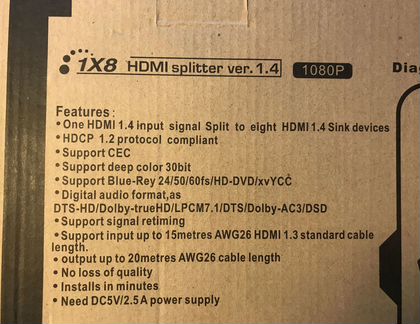 1X8 HDMI splitter ver. 1.4 1080P Dia
Features :
•One HDMI 1.4 input signal Split to eight HDMI 1.4 Sink devices
•HDCP 1.2 protocol compliant
•Support CEC
•Support deep color 30bit
•Support Blue-Rey 24/50/60fs/HD-DVD/xvYCC
•Digital audio format,as
DTS-HD/Dolby-trueHD/LPCM7.1/DTS/Dolby-AC3/DSD
•Support signal retiming
•Support input up to 15metres AWG26 HDMI 1.3 standard cable
length.
• output up to 20metres AWG26 cable length
• No loss of quality
• Installs in minutes
• Need DC5V/2.5A power supply